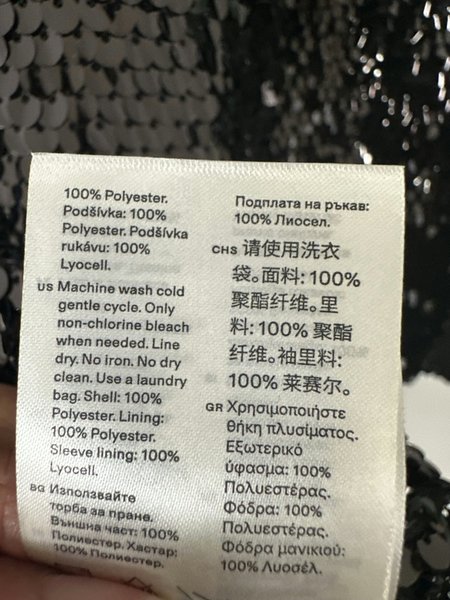 100% Polyester.
Podšívka: 100%
Polyester. Podšívka
rukávu: 100%
Lyocell.
US Machine wash cold
gentle cycle. Only
non-chlorine bleach
when needed. Line
dry. No iron. No dry
clean. Use a laundry
bag. Shell: 100%
Polyester. Lining:
100% Polyester.
Sleeve lining: 100%
Lyocell.
BG Използвайте
торба за пране.
Външна част: 100%
Полиестер. Хастар:
100% Полиестер.
Подплата на ръкав:
100% Лиосел.
CHS 请使用洗衣
袋。面料: 100%
聚酯纤维。里
料: 100% 聚酯
纤维。袖里料:
100% 莱赛尔。
GR Χρησιμοποιήστε
θήκη πλυσίματος.
Εξωτερικό
ύφασμα: 100%
Πολυεστέρας.
Φόδρα: 100%
Πολυεστέρας.
Φόδρα μανικιού:
100% Λυοσέλ.